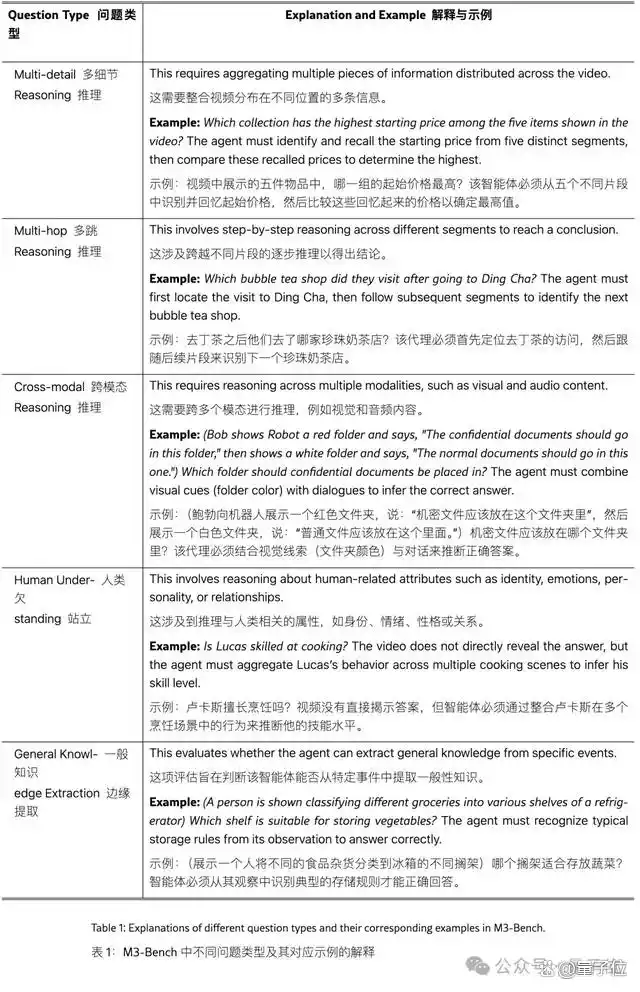 Question Type 问题类型
Explanation and Example 解释与示例
Multi-detail 多细节
Reasoning 推理
This requires aggregating multiple pieces of information distributed across the video.
这需要整合视频分布在不同位置的多条信息。
Example: Which collection has the highest starting price among the five items shown in the
video? The agent must identify and recall the starting price from five distinct segments,
then compare these recalled prices to determine the highest.
示例：视频中展示的五件物品中，哪一组的起始价格最高？该智能体必须从五个不同片段
中识别并回忆起始价格，然后比较这些回忆起来的价格以确定最高值。
Multi-hop 多跳
Reasoning 推理
This involves step-by-step reasoning across different segments to reach a conclusion.
这涉及跨越不同片段的逐步推理以得出结论。
Example: Which bubble tea shop did they visit after going to Ding Cha? The agent must
first locate the visit to Ding Cha, then follow subsequent segments to identify the next
bubble tea shop.
示例：去丁茶之后他们去了哪家珍珠奶茶店？该代理必须首先定位去丁茶的访问，然后跟
随后续片段来识别下一个珍珠奶茶店。
Cross-modal 跨模态
Reasoning 推理
This requires reasoning across multiple modalities, such as visual and audio content.
这需要跨多个模态进行推理，例如视觉和音频内容。
Example: (Bob shows Robot a red folder and says, "The confidential documents should go
in this folder," then shows a white folder and says, "The normal documents should go in this
one.") Which folder should confidential documents be placed in? The agent must combine
visual cues (folder color) with dialogues to infer the correct answer.
示例：（鲍勃向机器人展示一个红色文件夹，说：“机密文件应该放在这个文件夹里”，然后
展示一个白色文件夹，说：“普通文件应该放在这个里面。”）机密文件应该放在哪个文件夹
里？该代理必须结合视觉线索（文件夹颜色）与对话来推断正确答案。
Human Under- 人类
欠
standing 站立
This involves reasoning about human-related attributes such as identity, emotions, per-
sonality, or relationships.
这涉及到推理与人类相关的属性，如身份、情绪、性格或关系。
Example: Is Lucas skilled at cooking? The video does not directly reveal the answer, but
the agent must aggregate Lucas's behavior across multiple cooking scenes to infer his
skill level.
示例：卢卡斯擅长烹饪吗？视频没有直接揭示答案，但智能体必须通过整合卢卡斯在多个
烹饪场景中的行为来推断他的技能水平。
General Knowl- 一般
知识
edge Extraction 边缘
提取
This evaluates whether the agent can extract general knowledge from specific events.
这项评估旨在判断该智能体能否从特定事件中提取一般性知识。
Example: (A person is shown classifying different groceries into various shelves of a refrig-
erator) Which shelf is suitable for storing vegetables? The agent must recognize typical
storage rules from its observation to answer correctly.
示例：（展示一个人将不同的食品杂货分类到冰箱的不同搁架）哪个搁架适合存放蔬菜？
智能体必须从其观察中识别典型的存储规则才能正确回答。
Table 1: Explanations of different question types and their corresponding examples in M3-Bench.
表 1：M3-Bench 中不同问题类型及其对应示例的解释
公众号·量子位
@量子位